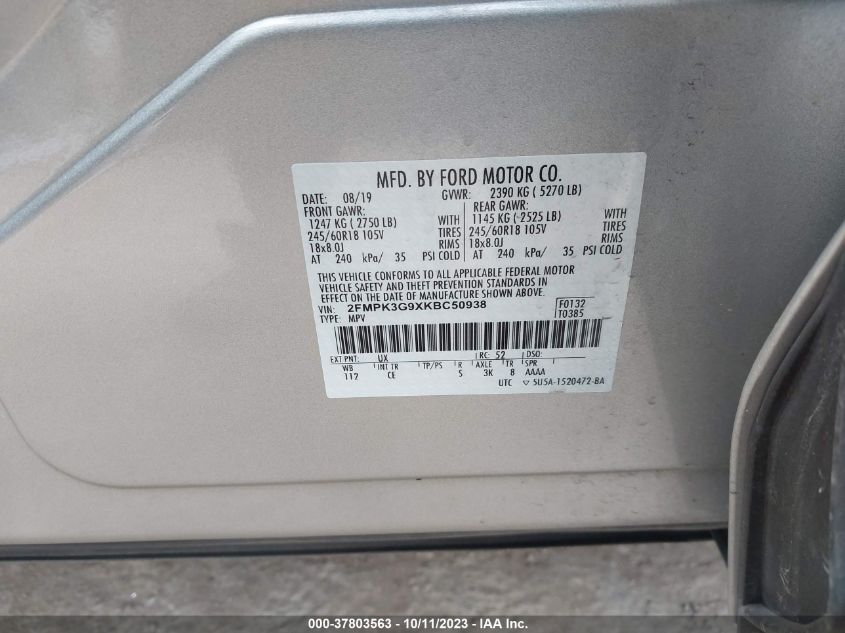 MFD. BY FORD MOTOR CO.
DATE: 08/19 GVWR: 2390 KG ( 5270 LB)
FRONT GAWR: REAR GAWR:
1247 KG ( 2750 LB) WITH 1145 KG ( 2525 LB) WITH
245/60R18 105V TIRES 245/60R18 105V TIRES
18x8.0J RIMS 18x8.0J RIMS
AT 240 kPa/ 35 PSI COLD AT 240 kPa/ 35 PSI COLD
THIS VEHICLE CONFORMS TO ALL APPLICABLE FEDERAL MOTOR
VEHICLE SAFETY AND THEFT PREVENTION STANDARDS IN
EFFECT ON THE DATE OF MANUFACTURE SHOWN ABOVE.
VIN: 2FMPK3G9XKBC50938 F0132
TYPE: MPV T0385
EXT PNT: UX RC: 52 DSO:
WB INT TR TP/PS R AXLE TR SPR
112 CE S 3K 8 AAAA
UTC ▽ 5U5A-1520472-BA
000-37803563 - 10/11/2023 - IAA Inc.